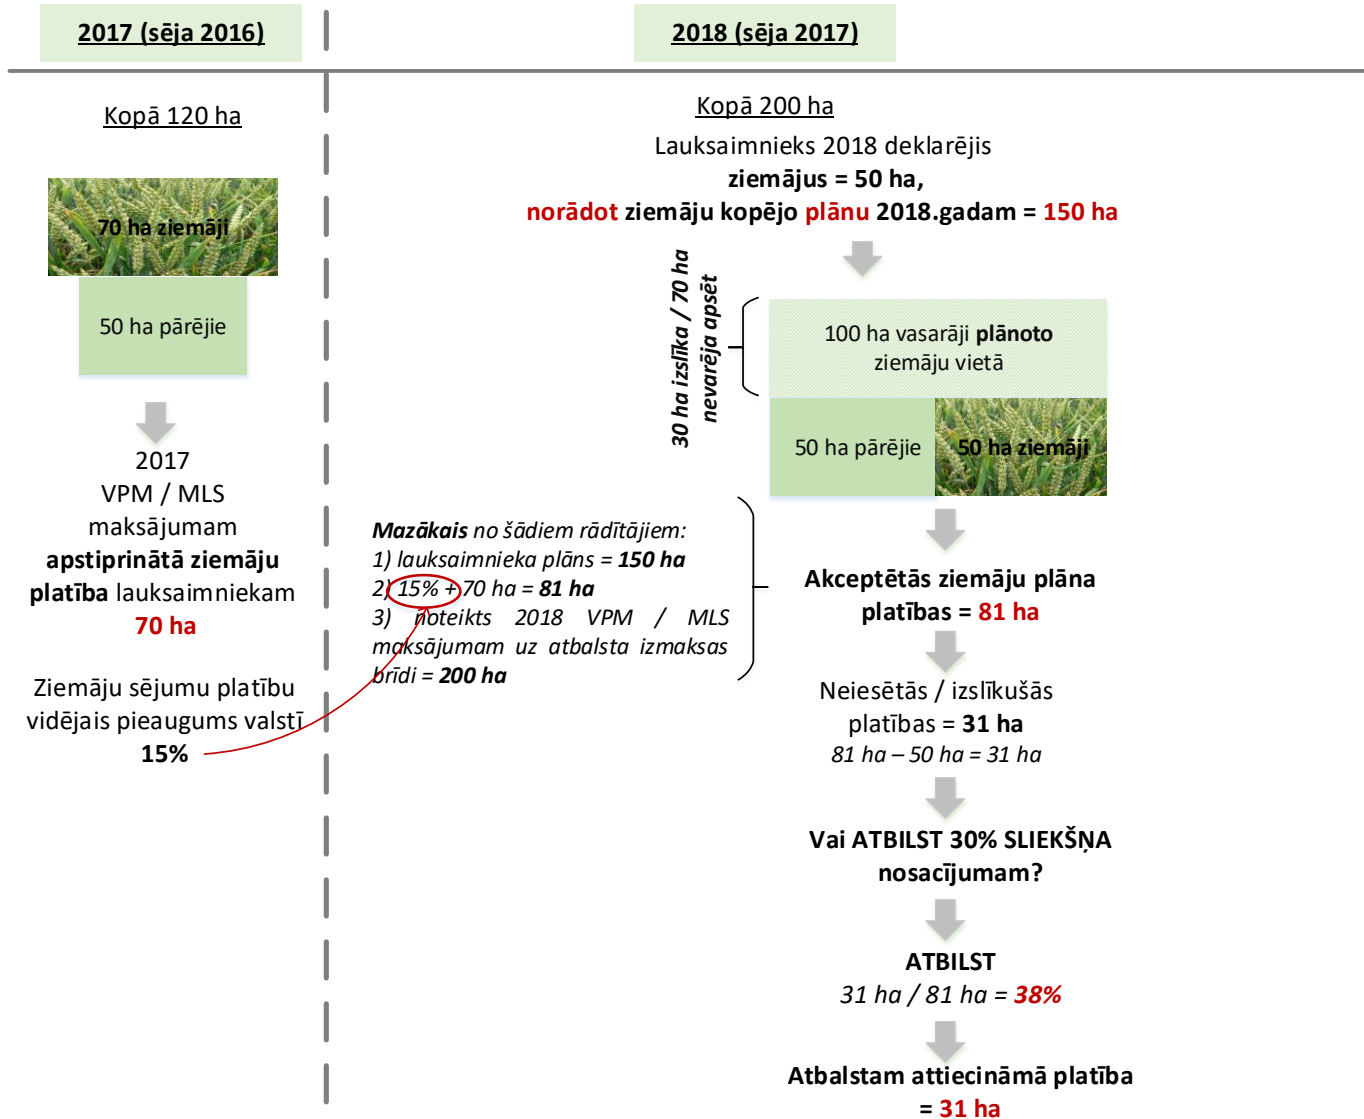 2017 (sēja 2016)
2018 (sēja 2017)
Kopā 120 ha
70 ha ziemāji
50 ha pārējie
2017
VPM / MLS
maksājumam
apstiprinātā ziemāju
platība lauksaimniekam
70 ha
Ziemāju sējumu platību
vidējais pieaugums valstī
15%
Kopā 200 ha
Lauksaimnieks 2018 deklarējis
ziemājus = 50 ha,
norādot ziemāju kopējo plānu 2018.gadam = 150 ha
30 ha izslīka / 70 ha
nevarēja apsēt
100 ha vasarāji plānoto
ziemāju vietā
50 ha pārējie
50 ha ziemāji
Mazākais no šādiem rādītājiem:
1) lauksaimnieka plāns = 150 ha
2) 15% + 70 ha = 81 ha
3) noteikts 2018 VPM / MLS
maksājumam uz atbalsta izmaksas
brīdi = 200 ha
Akceptētās ziemāju plāna
platības = 81 ha
Neiesētās / izslīkušās
platības = 31 ha
81 ha – 50 ha = 31 ha
Vai ATBILST 30% SLIEKŠŅA
nosacījumam?
ATBILST
31 ha / 81 ha = 38%
Atbalstam attiecināmā platība
= 31 ha